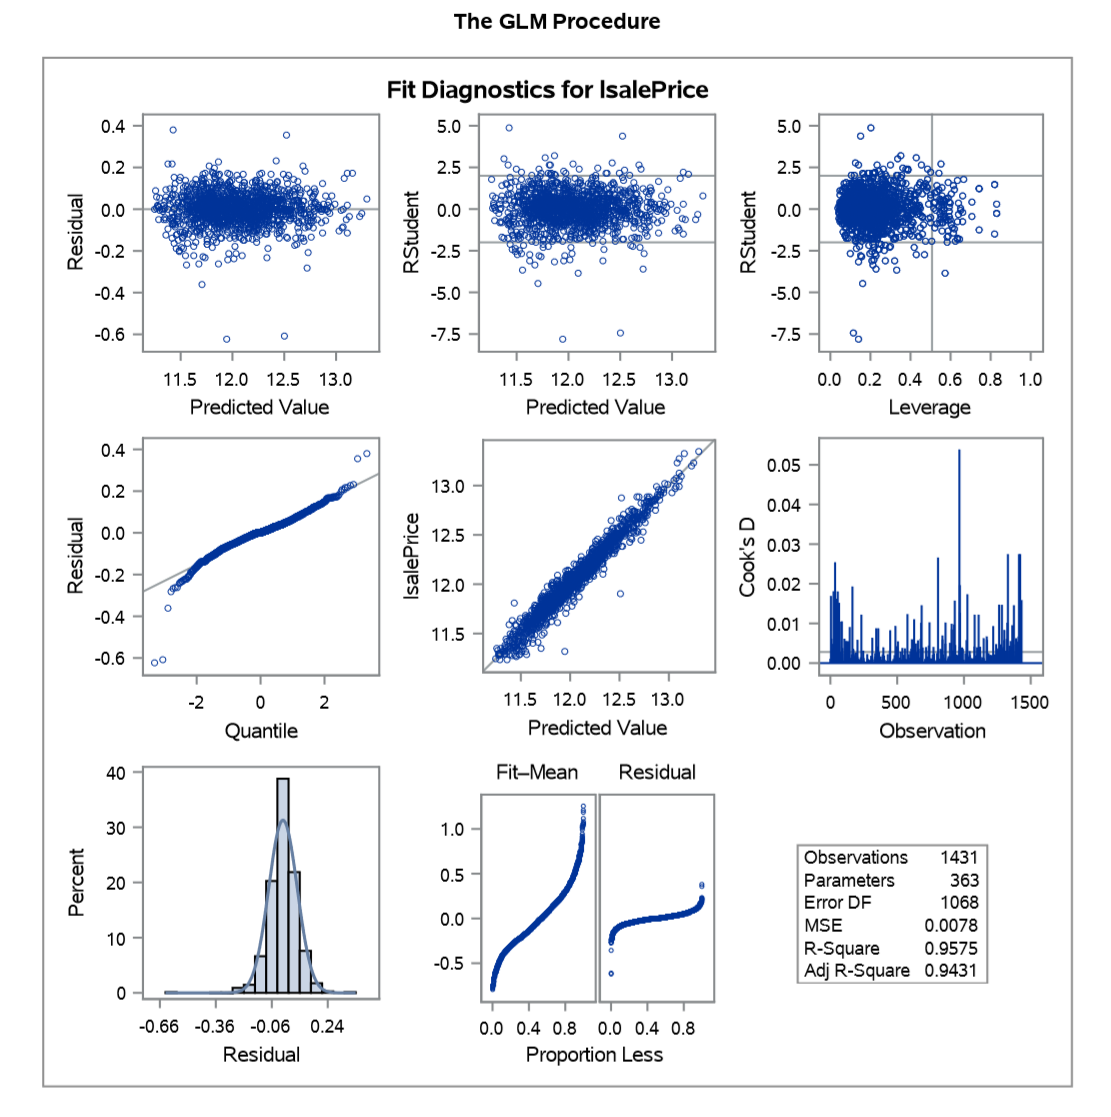 The GLM Procedure
Fit Diagnostics for lsalePrice
0.4
0.2
0.0
-0.2
-0.4
-0.6
Residual
11.5 12.0 12.5 13.0
Predicted Value
5.0
2.5
0.0
-2.5
-5.0
-7.5
RStudent
11.5 12.0 12.5 13.0
Predicted Value
5.0
2.5
0.0
-2.5
-5.0
-7.5
RStudent
0.0 0.2 0.4 0.6 0.8 1.0
Leverage
0.4
0.2
0.0
-0.2
-0.4
-0.6
Residual
-2 0 2
Quantile
13.0
12.5
12.0
11.5
lsalePrice
11.5 12.0 12.5 13.0
Predicted Value
0.05
0.04
0.03
0.02
0.01
0.00
Cook's D
0 500 1000 1500
Observation
40
30
20
10
0
Percent
-0.66 -0.36 -0.06 0.24
Residual
Fit–Mean Residual
1.0
0.5
0.0
-0.5
0.0 0.4 0.8 0.0 0.4 0.8
Proportion Less
Observations 1431
Parameters 363
Error DF 1068
MSE 0.0078
R-Square 0.9575
Adj R-Square 0.9431